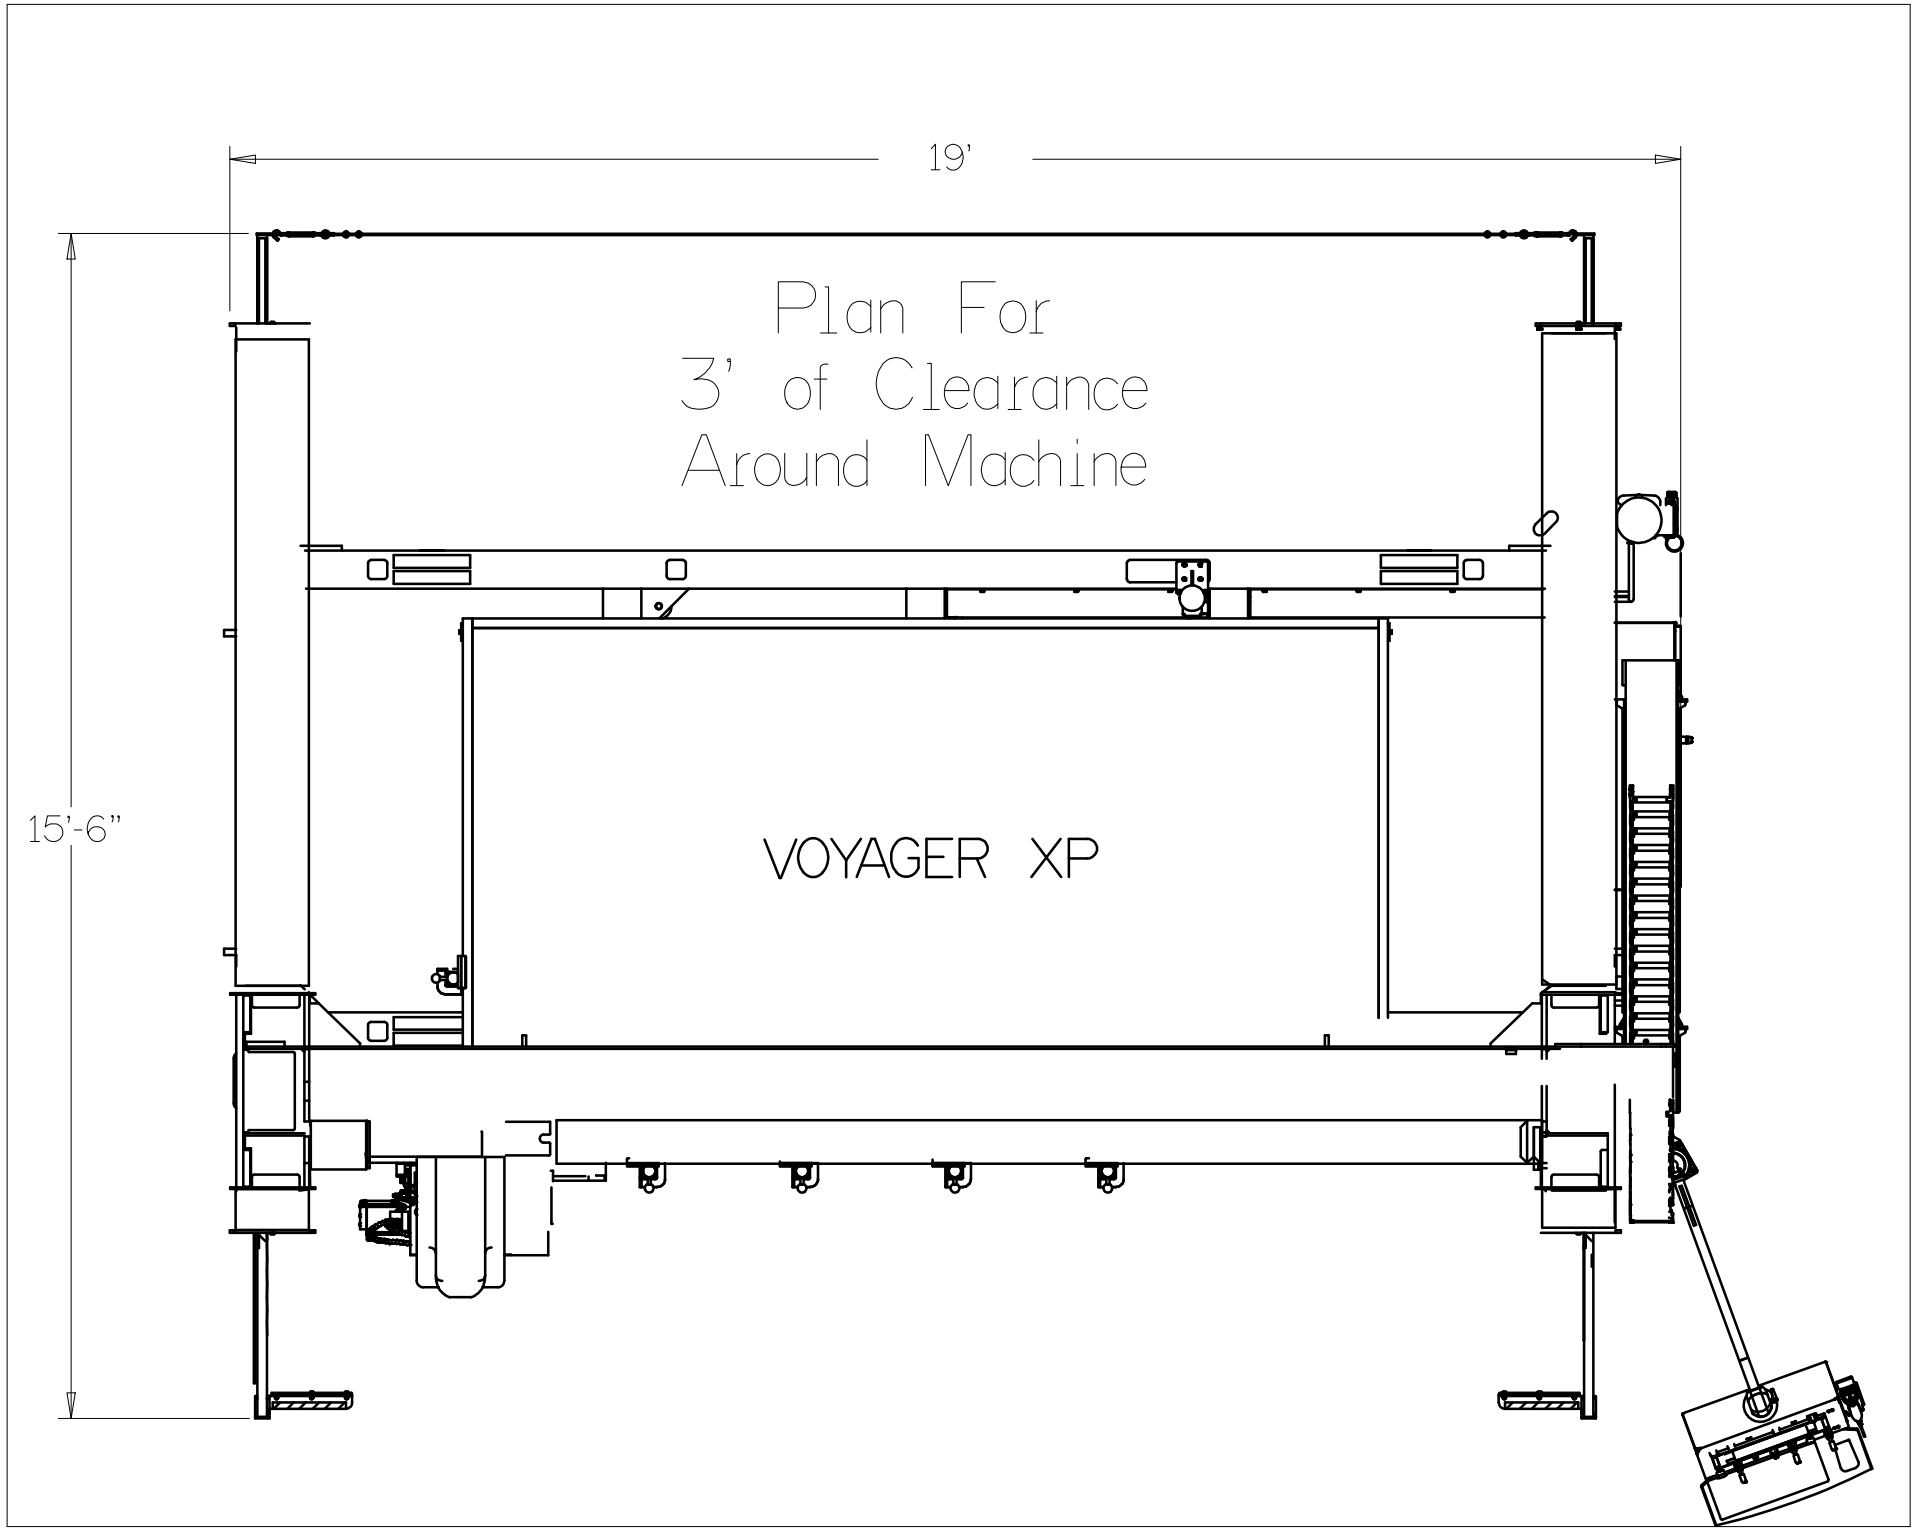 19'
Plan For
3' of Clearance
Around Machine
15'-6"
VOYAGER XP